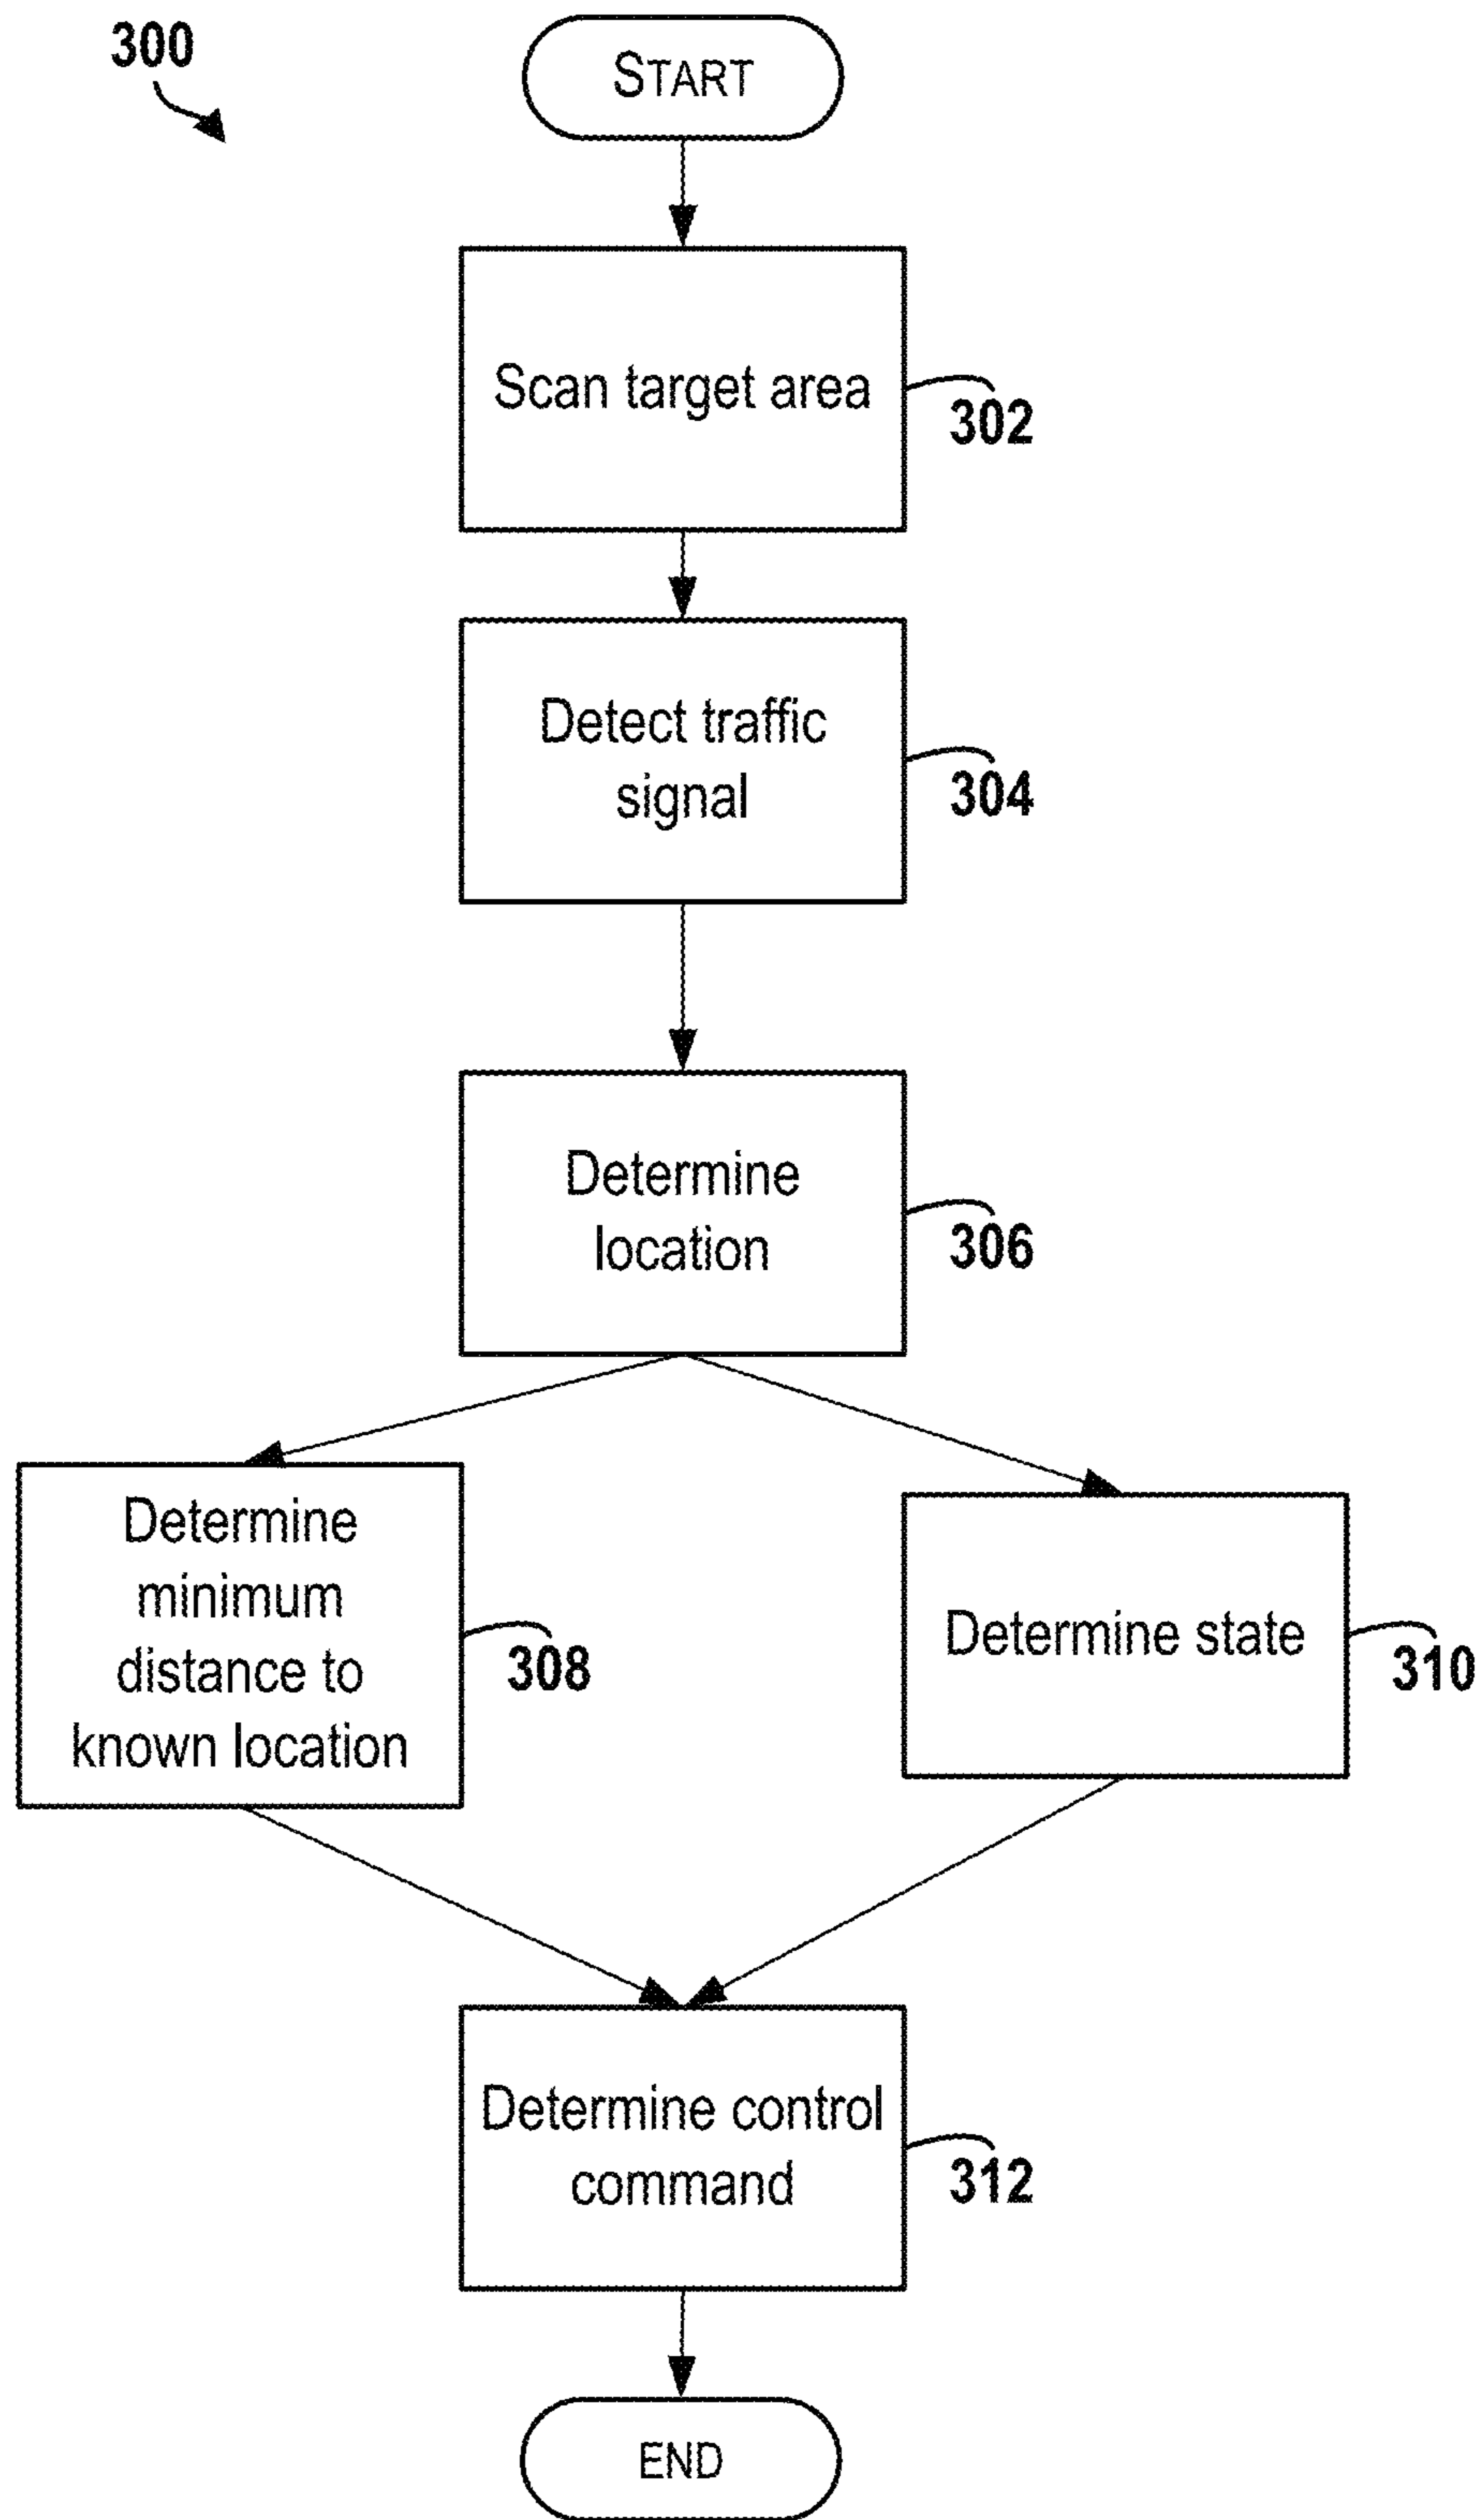 300
START
Scan target area
302
Detect traffic
signal
304
Determine
location
306
Determine
minimum
distance to
known location
308
Determine state
310
Determine control
command
312
END